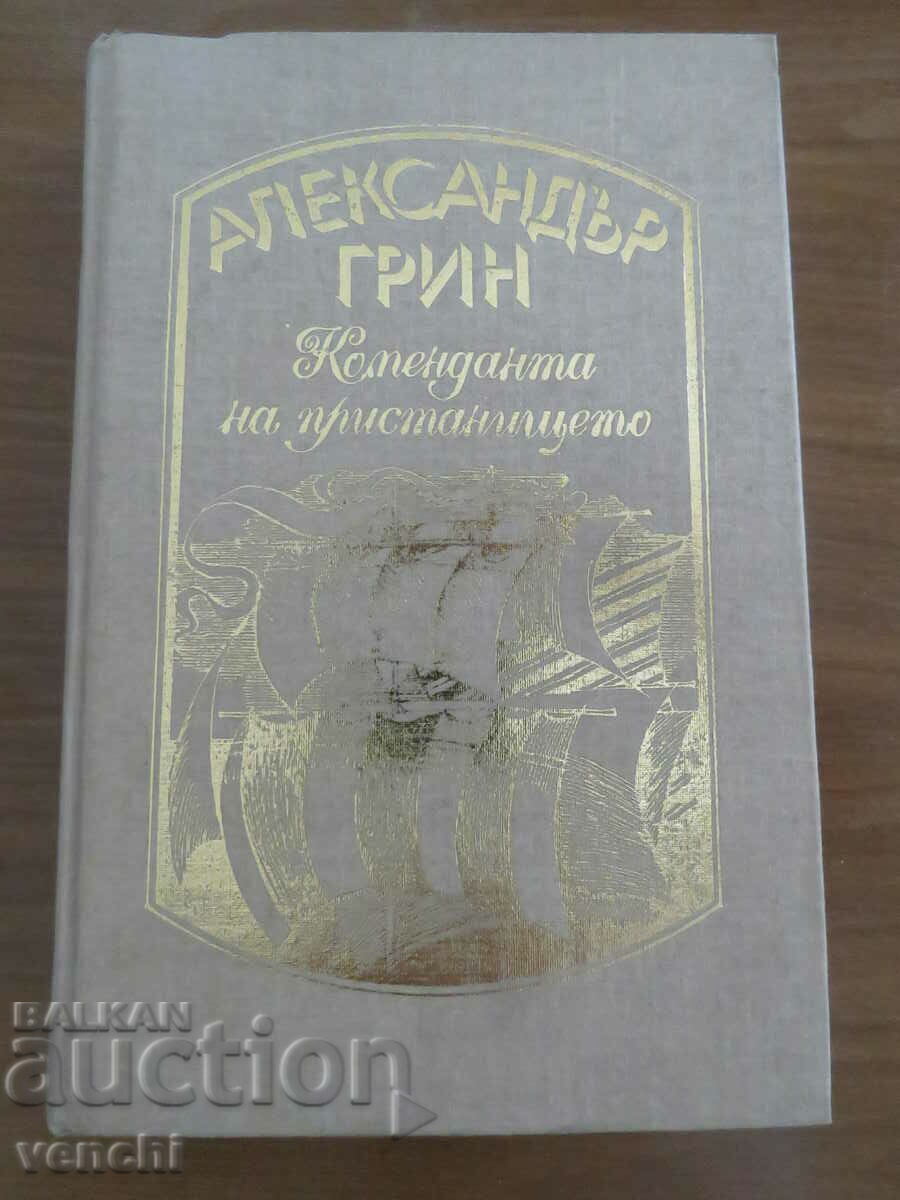 АЛЕКСАНДЪР
ГРИН
Коменданта
на пристанището
BALKAN
auction
venchi